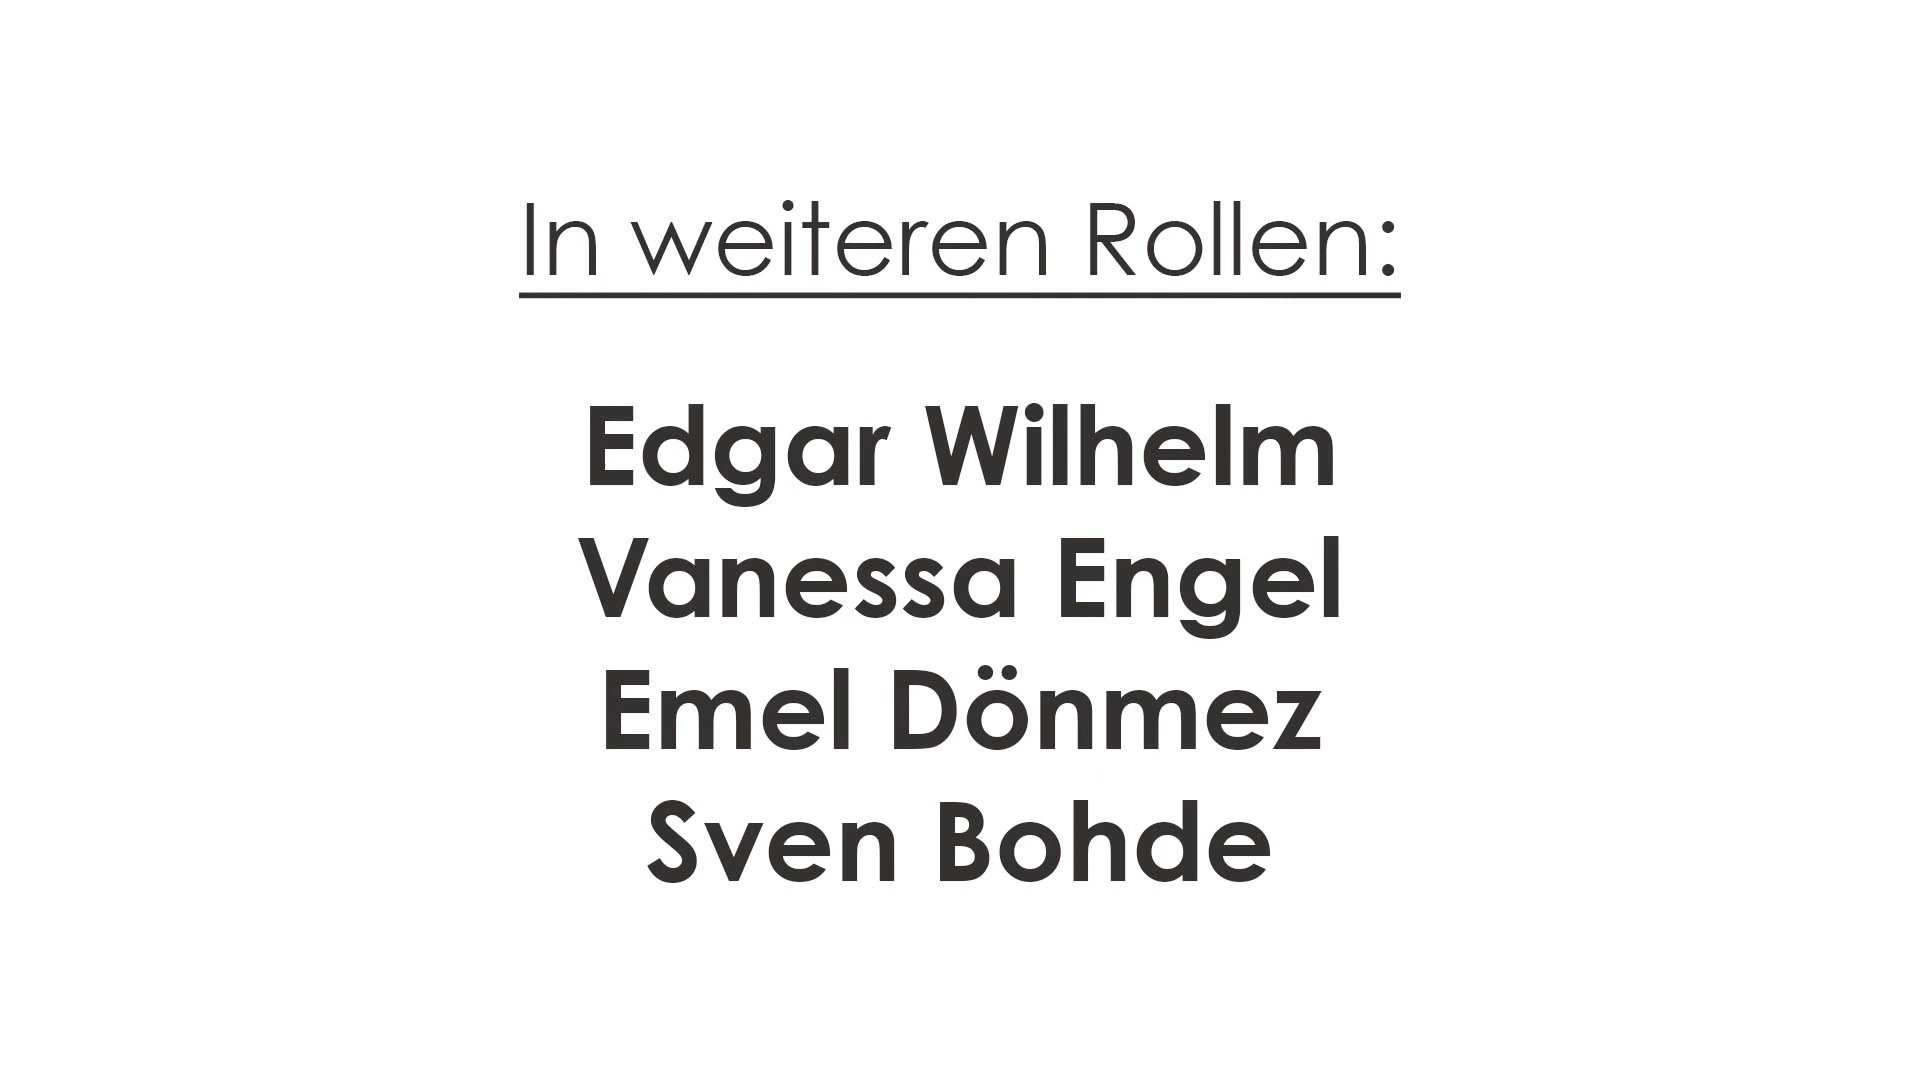 In weiteren Rollen:
Edgar Wilhelm
Vanessa Engel
Emel Dönmez
Sven Bohde